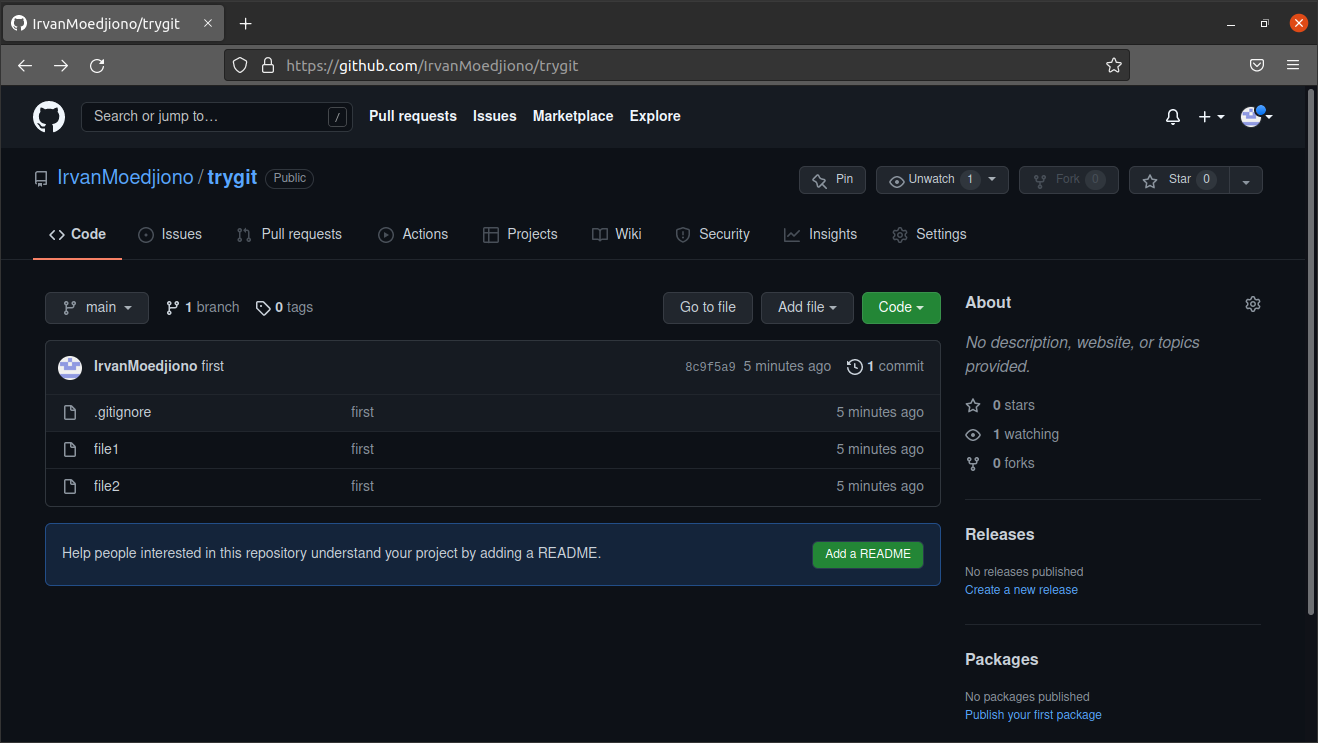 IrvanMoedjiono/trygit
https://github.com/IrvanMoedjiono/trygit
Search or jump to… / Pull requests Issues Marketplace Explore
IrvanMoedjiono / trygit Public Pin Unwatch 1 Fork 0 Star 0
Code Issues Pull requests Actions Projects Wiki Security Insights Settings
main 1 branch 0 tags Go to file Add file Code
IrvanMoedjiono first 8c9f5a9 5 minutes ago 1 commit
.gitignore first 5 minutes ago
file1 first 5 minutes ago
file2 first 5 minutes ago
Help people interested in this repository understand your project by adding a README. Add a README
About
No description, website, or topics
provided.
0 stars
1 watching
0 forks
Releases
No releases published
Create a new release
Packages
No packages published
Publish your first package